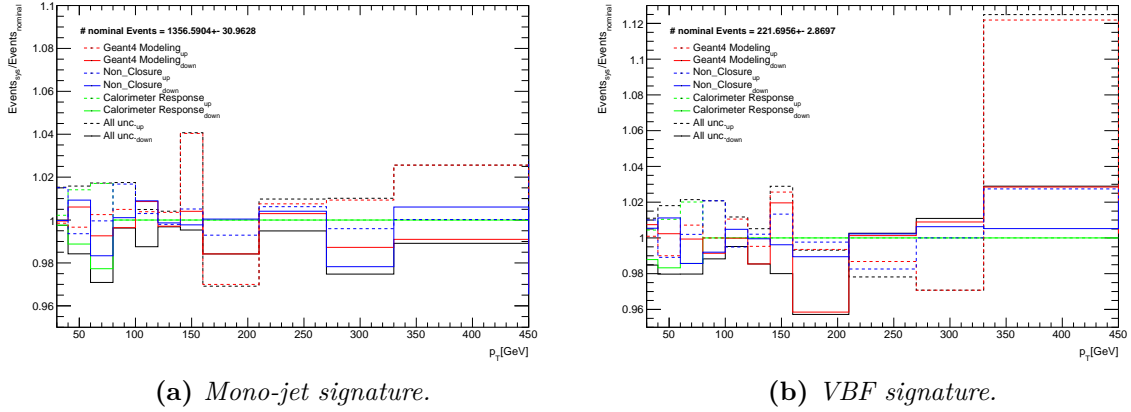 Events_sys/Events_nominal
1.1
1.08
1.06
1.04
1.02
1
0.98
0.96
# nominal Events = 1356.5904+- 30.9628
Geant4 Modeling_up
Geant4 Modeling_down
Non_Closure_up
Non_Closure_down
Calorimeter Response_up
Calorimeter Response_down
All unc._up
All unc._down
50 100 150 200 250 300 350 400 450
p_T[GeV]
(a) Mono-jet signature.
Events_sys/Events_nominal
1.12
1.1
1.08
1.06
1.04
1.02
1
0.98
0.96
# nominal Events = 221.6956+- 2.8697
Geant4 Modeling_up
Geant4 Modeling_down
Non_Closure_up
Non_Closure_down
Calorimeter Response_up
Calorimeter Response_down
All unc._up
All unc._down
50 100 150 200 250 300 350 400 450
p_T[GeV]
(b) VBF signature.